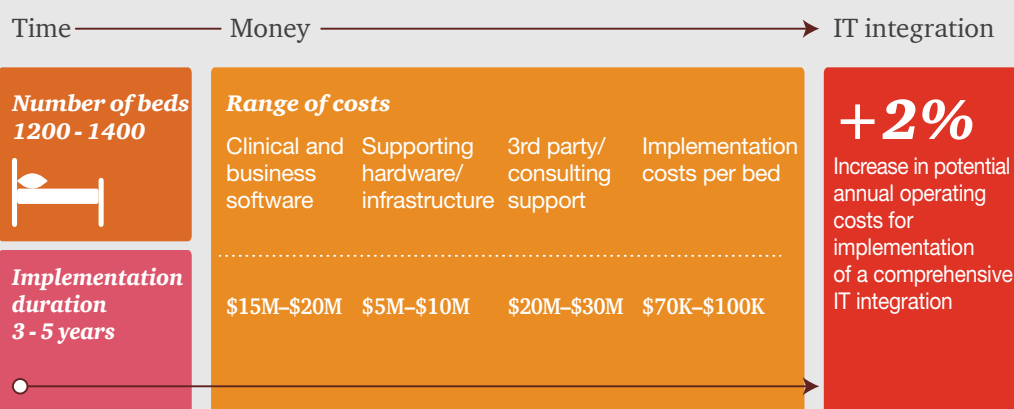 Time
Money
IT integration
Number of beds
1200 - 1400
Implementation
duration
3 - 5 years
Range of costs
Clinical and
business
software
$15M–$20M
Supporting
hardware/
infrastructure
$5M–$10M
3rd party/
consulting
support
$20M–$30M
Implementation
costs per bed
$70K–$100K
+2%
Increase in potential
annual operating
costs for
implementation
of a comprehensive
IT integration